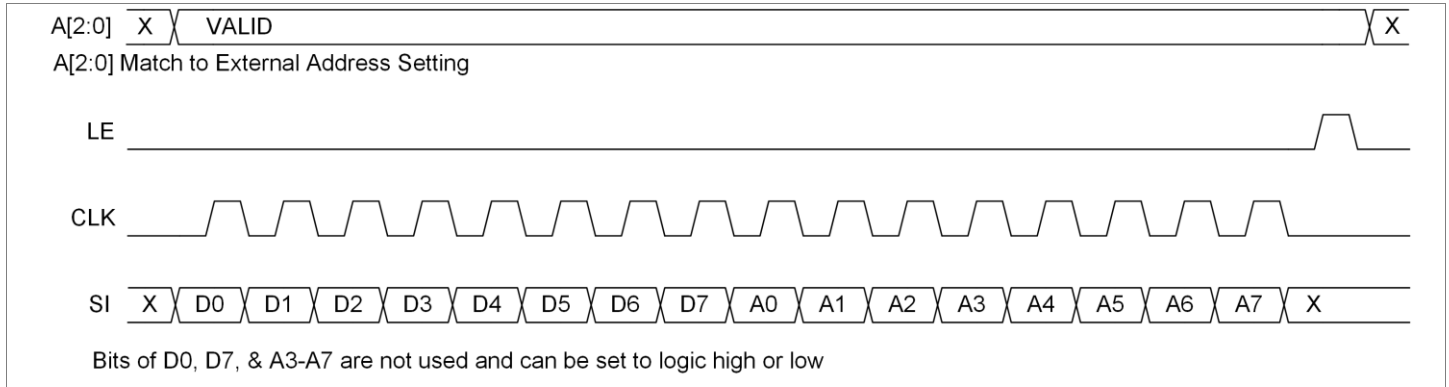 A[2:0] X VALID X
A[2:0] Match to External Address Setting
LE
CLK
SI X D0 D1 D2 D3 D4 D5 D6 D7 A0 A1 A2 A3 A4 A5 A6 A7 X
Bits of D0, D7, & A3-A7 are not used and can be set to logic high or low